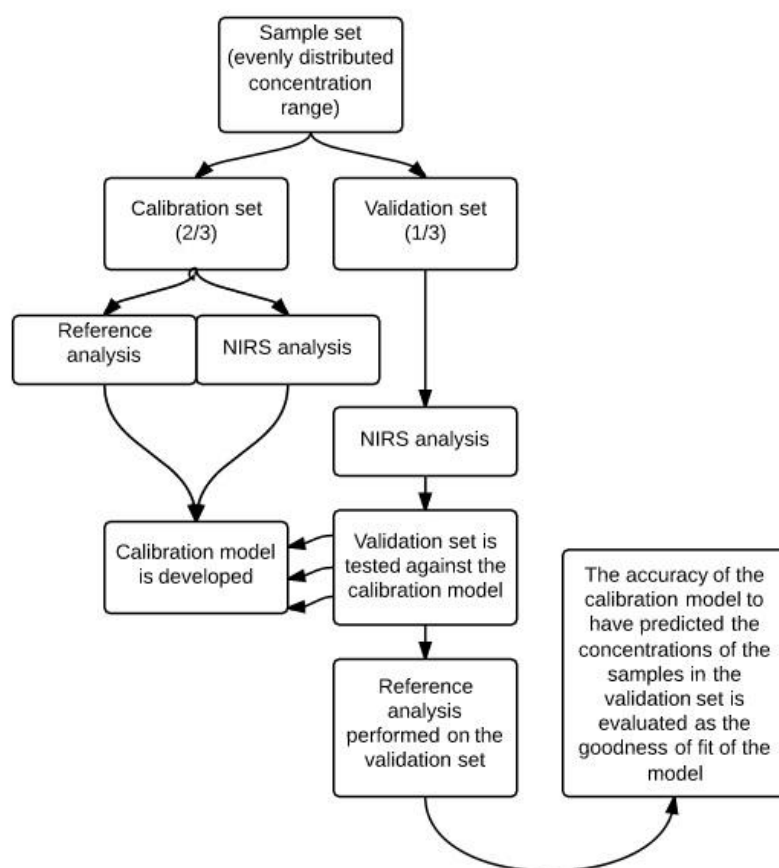 Sample set
(evenly distributed
concentration
range)
Calibration set
(2/3)
Validation set
(1/3)
Reference
analysis
NIRS analysis
NIRS analysis
Calibration model
is developed
Validation set is
tested against the
calibration model
Reference
analysis
performed on the
validation set
The accuracy of the
calibration model to
have predicted the
concentrations of the
samples in the
validation set is
evaluated as the
goodness of fit of the
model